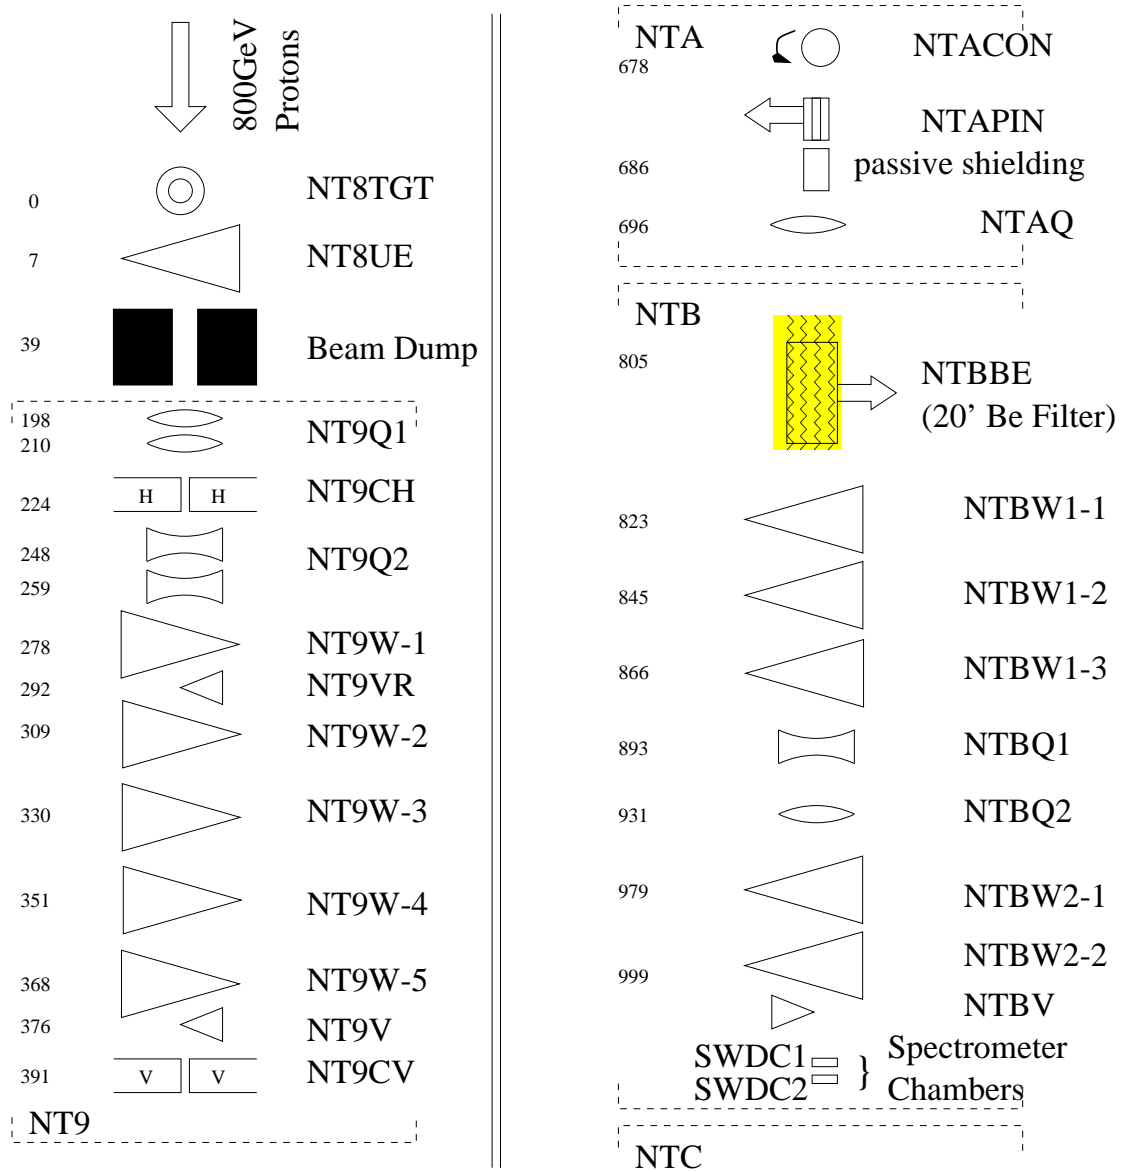 800GeV
Protons
0 NT8TGT
7 NT8UE
39 Beam Dump
198
NT9Q1
210
224 H H NT9CH
248 NT9Q2
259
278 NT9W-1
292 NT9VR
309 NT9W-2
330 NT9W-3
351 NT9W-4
368 NT9W-5
376 NT9V
391 V V NT9CV
NT9
NTA NTACON
678
NTAPIN
686 passive shielding
696 NTAQ
NTB
805 NTBBE
(20' Be Filter)
823 NTBW1-1
845 NTBW1-2
866 NTBW1-3
893 NTBQ1
931 NTBQ2
979 NTBW2-1
999 NTBW2-2
NTBV
SWDC1 } Spectrometer
SWDC2 Chambers
NTC